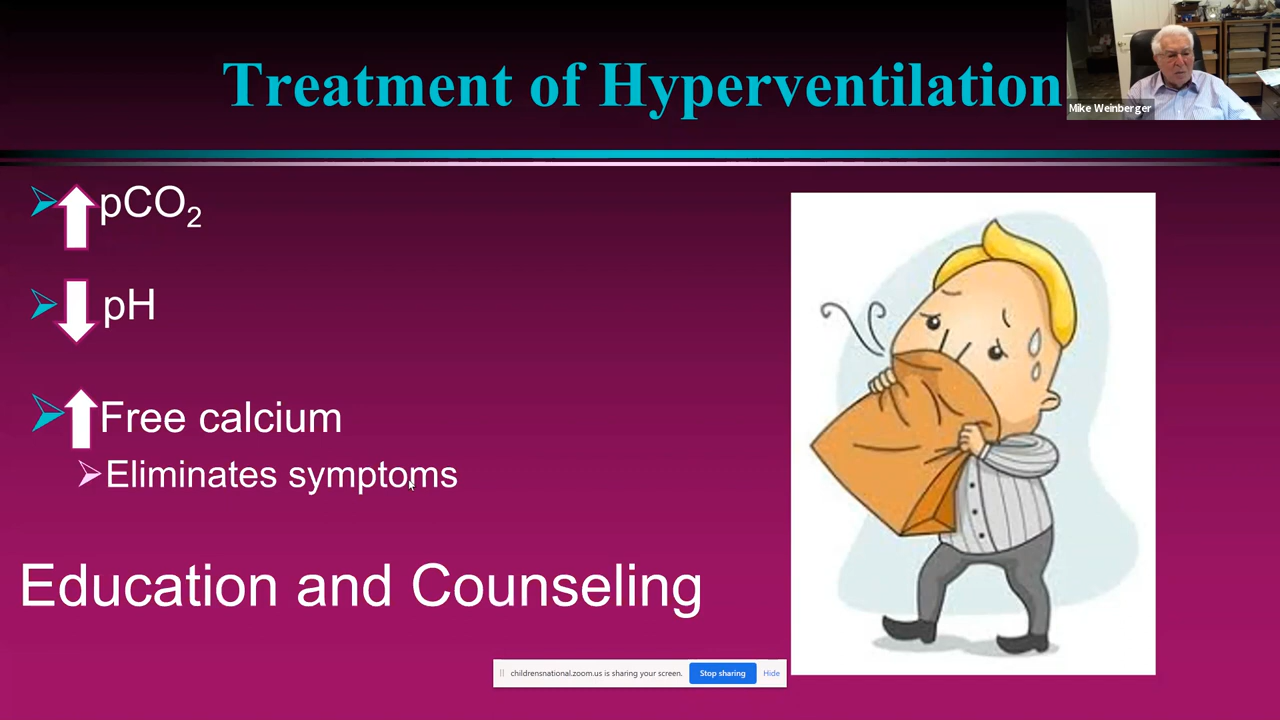 Treatment of Hyperventilation
Mike Weinberger
pCO₂
pH
Free calcium
Eliminates symptoms
Education and Counseling
childrensnational.zoom.us is sharing your screen. Stop sharing Hide